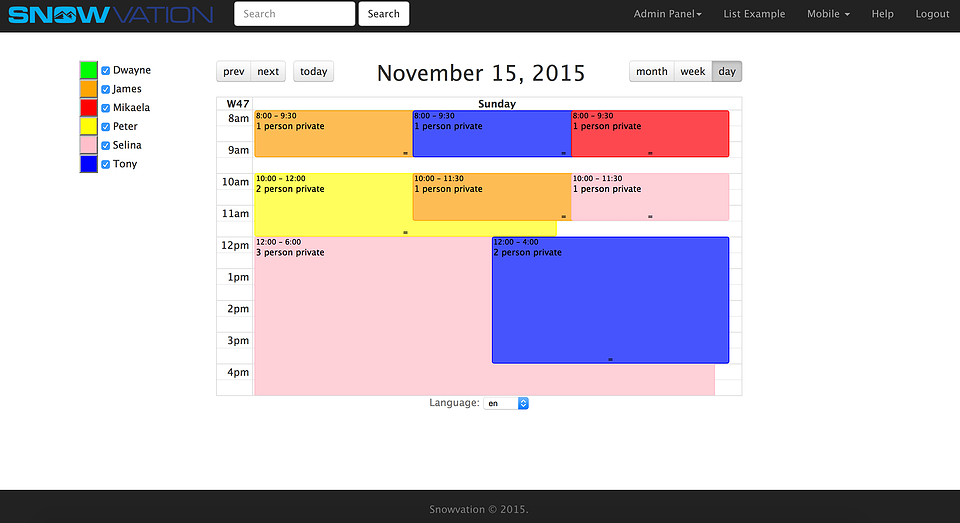 SNOWVATION Search Search Admin Panel List Example Mobile Help Logout
Dwayne
James
Mikaela
Peter
Selina
Tony
prev next today November 15, 2015 month week day
W47 Sunday
8am
8:00 - 9:30
1 person private
8:00 - 9:30
1 person private
8:00 - 9:30
1 person private
9am
10am
10:00 - 12:00
2 person private
10:00 - 11:30
1 person private
10:00 - 11:30
1 person private
11am
12pm
12:00 - 6:00
3 person private
12:00 - 4:00
2 person private
1pm
2pm
3pm
4pm
Language: en
Snowvation © 2015.